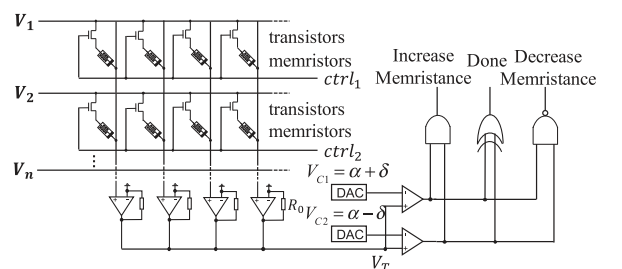 V1
transistors
memristors
ctrl1
V2
transistors
memristors
ctrl2
Vn
R0
VC1 = α + δ
DAC
VC2 = α − δ
DAC
VT
Increase Memristance
Done
Decrease Memristance